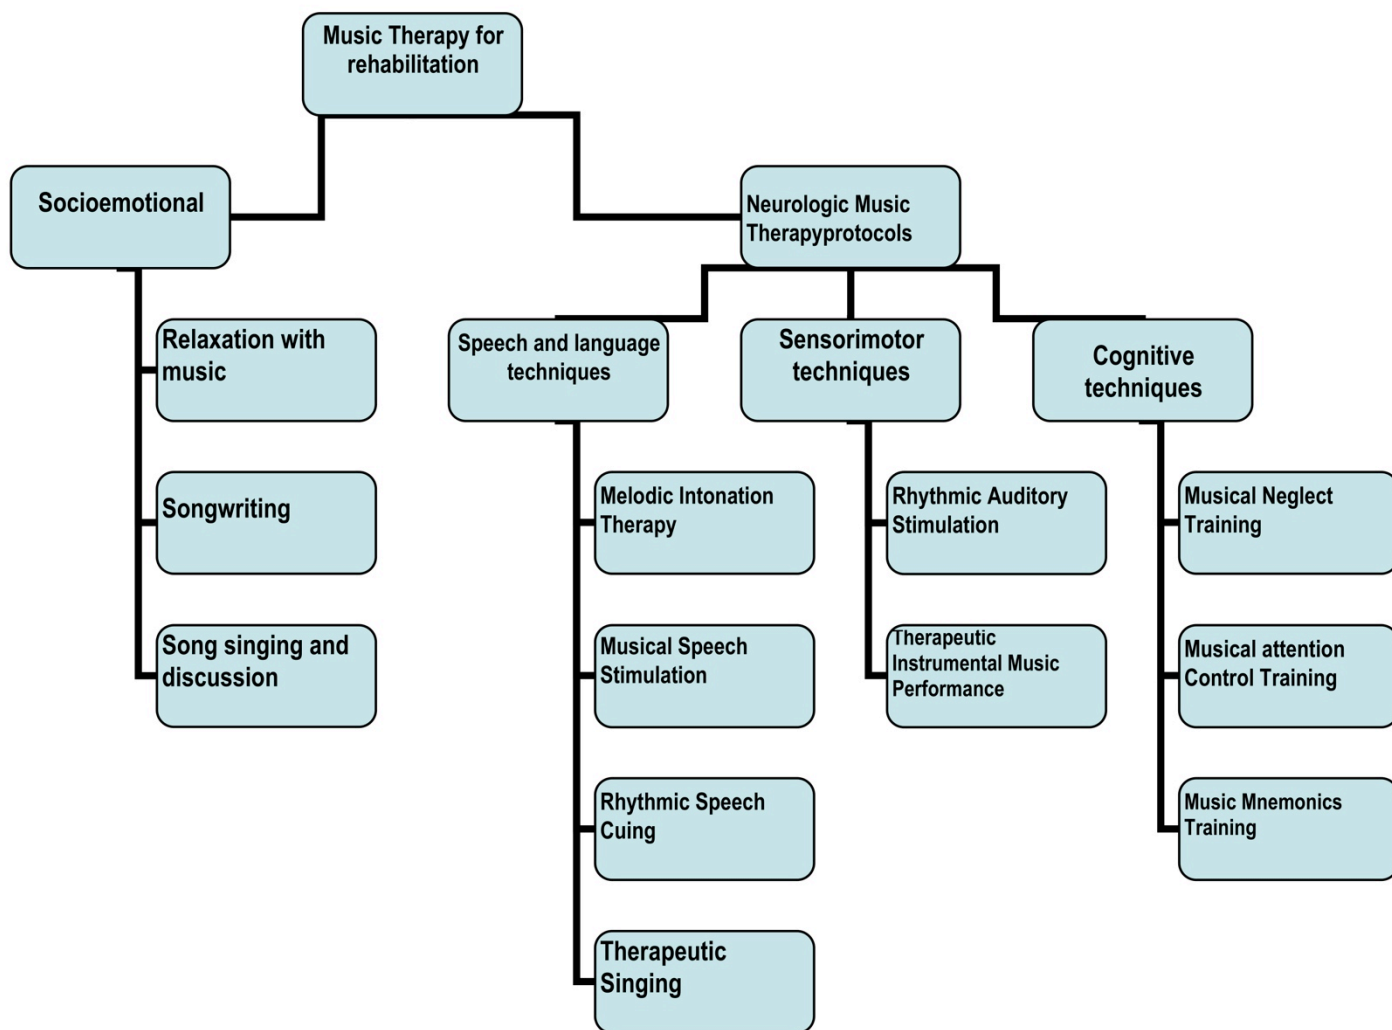 Music Therapy for
rehabilitation
Socioemotional
Neurologic Music
Therapyprotocols
Relaxation with
music
Songwriting
Song singing and
discussion
Speech and language
techniques
Melodic Intonation
Therapy
Musical Speech
Stimulation
Rhythmic Speech
Cuing
Therapeutic
Singing
Sensorimotor
techniques
Rhythmic Auditory
Stimulation
Therapeutic
Instrumental Music
Performance
Cognitive
techniques
Musical Neglect
Training
Musical attention
Control Training
Music Mnemonics
Training